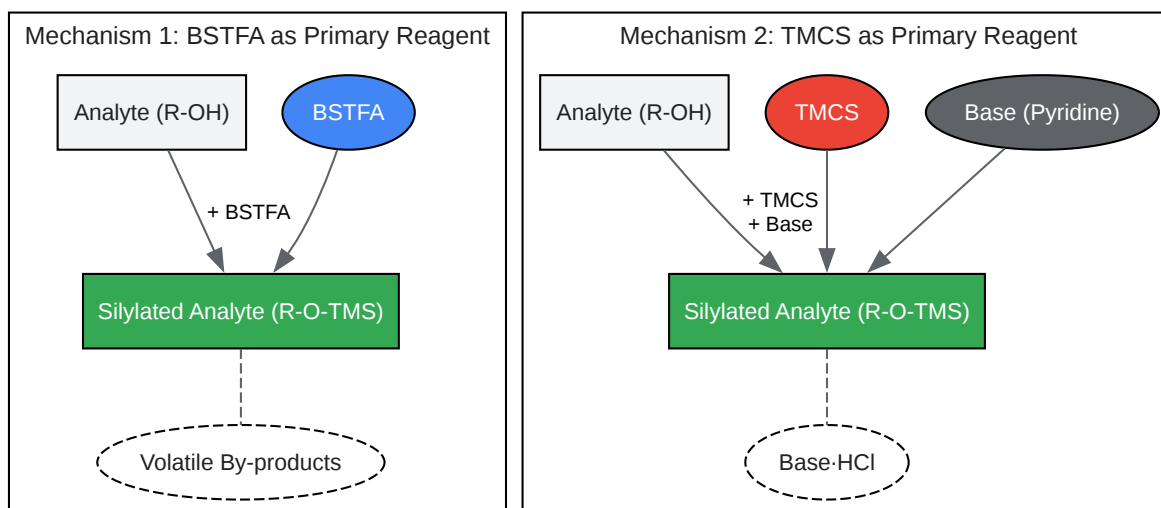 Mechanism 1: BSTFA as Primary Reagent
Analyte (R-OH)
BSTFA
+ BSTFA
Silylated Analyte (R-O-TMS)
Volatile By-products
Mechanism 2: TMCS as Primary Reagent
Analyte (R-OH)
TMCS
Base (Pyridine)
+ TMCS
+ Base
Silylated Analyte (R-O-TMS)
Base·HCl